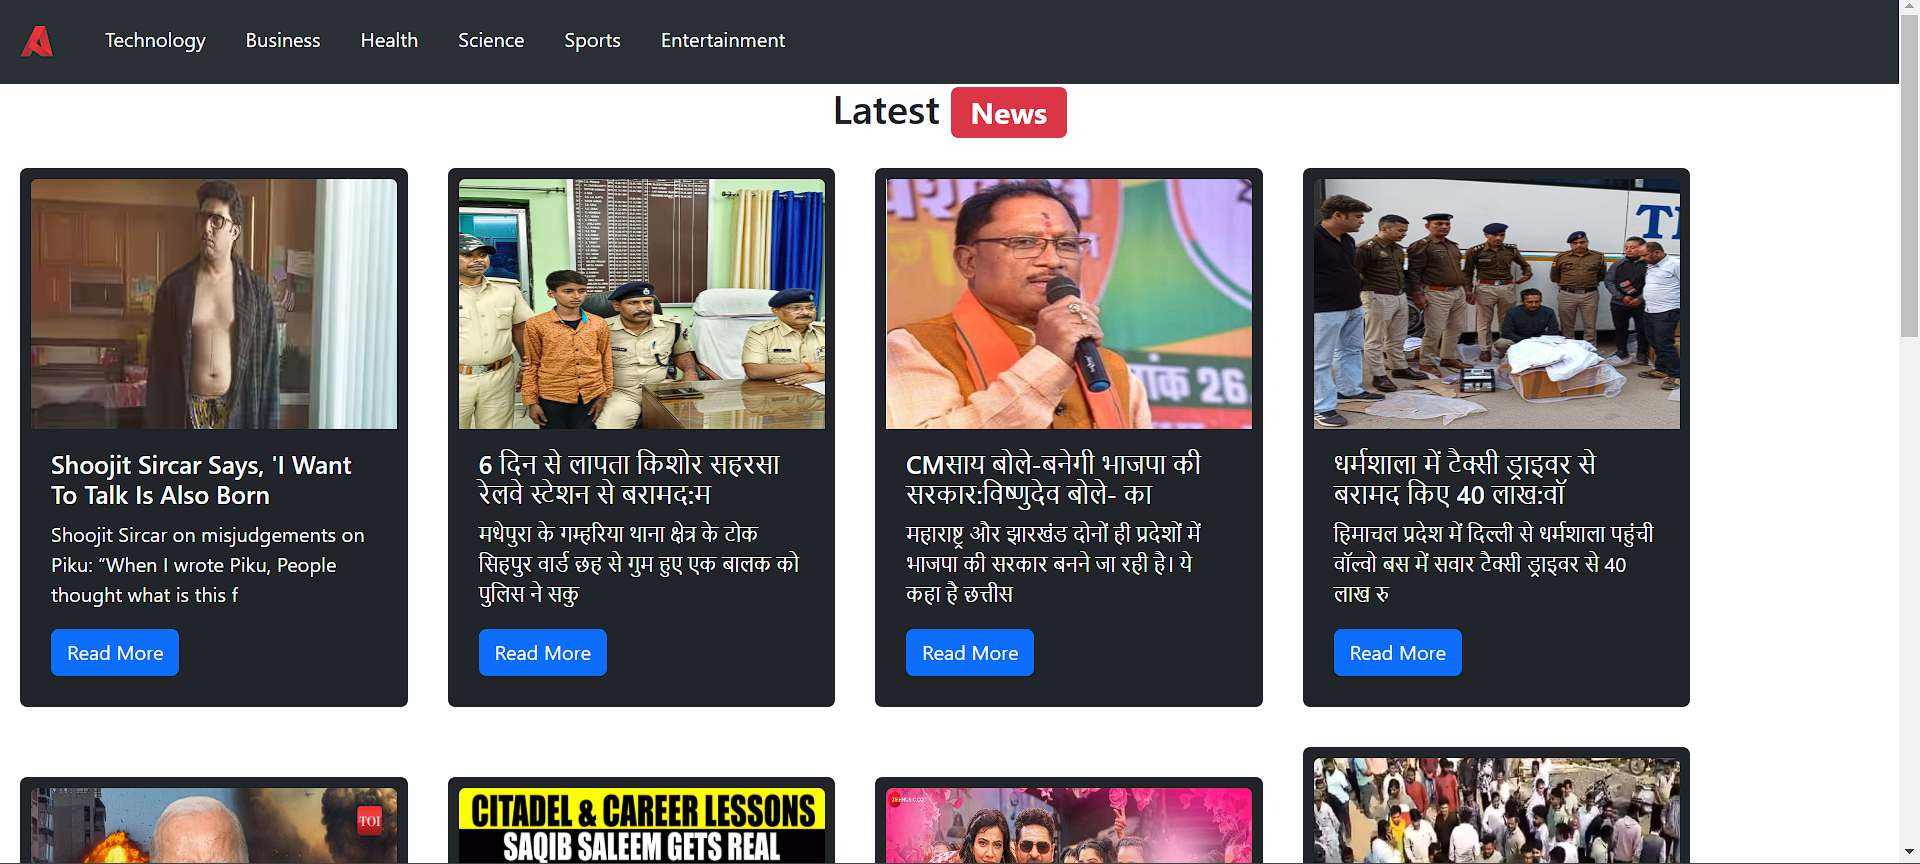 Technology Business Health Science Sports Entertainment
Latest News
Shoojit Sircar Says, 'I Want
To Talk Is Also Born
Shoojit Sircar on misjudgements on
Piku: “When I wrote Piku, People
thought what is this f
Read More
6 दिन से लापता किशोर सहरसा
रेलवे स्टेशन से बरामद:म
मधेपुरा के गम्हरिया थाना क्षेत्र के टोक
सिहपुर वार्ड छह से गुम हुए एक बालक को
पुलिस ने सकु
Read More
CMसाय बोले-बनेगी भाजपा की
सरकार:विष्णुदेव बोले- का
महाराष्ट्र और झारखंड दोनों ही प्रदेशों में
भाजपा की सरकार बनने जा रही है। ये
कहा है छत्तीस
Read More
TH
धर्मशाला में टैक्सी ड्राइवर से
बरामद किए 40 लाख:वॉ
हिमाचल प्रदेश में दिल्ली से धर्मशाला पहुंची
वॉल्वो बस में सवार टैक्सी ड्राइवर से 40
लाख रु
Read More
TOI
CITADEL & CAREER LESSONS
SAQIB SALEEM GETS REAL